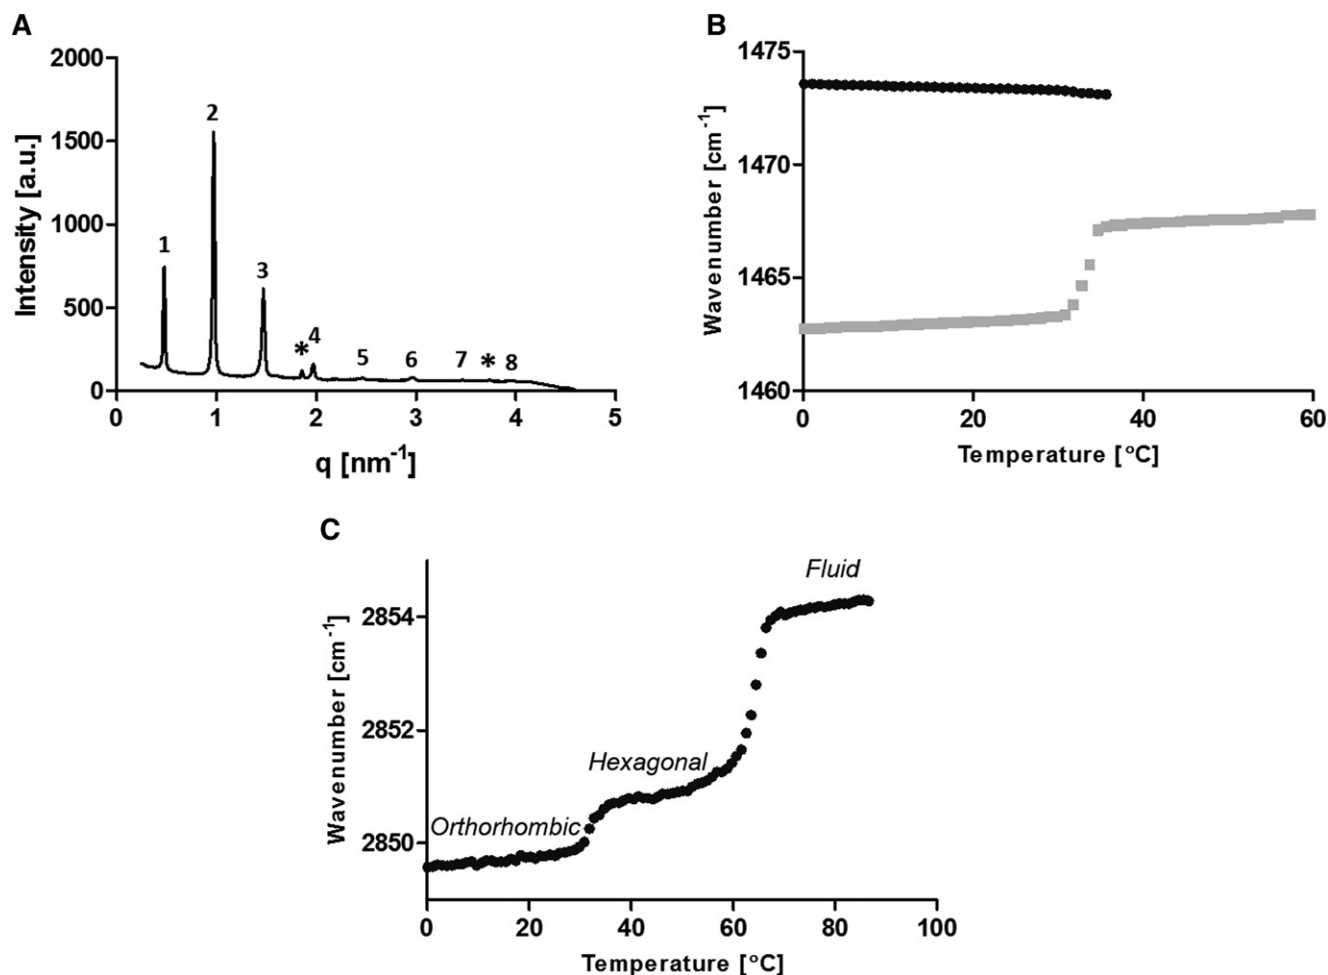 A
2000
1500
1000
500
0
Intensity [a.u.]
1
2
3
*
4
5
6
7
*
8
0 1 2 3 4 5
q [nm⁻¹]
B
1475
1470
1465
1460
Wavenumber [cm⁻¹]
0 20 40 60
Temperature [°C]
C
2854
2852
2850
Wavenumber [cm⁻¹]
Fluid
Hexagonal
Orthorhombic
0 20 40 60 80 100
Temperature [°C]